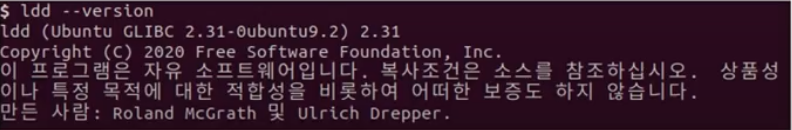 $ ldd --version
ldd (Ubuntu GLIBC 2.31-0ubuntu9.2) 2.31
Copyright (C) 2020 Free Software Foundation, Inc.
이 프로그램은 자유 소프트웨어입니다. 복사조건은 소스를 참조하십시오. 상품성
이나 특정 목적에 대한 적합성을 비롯하여 어떠한 보증도 하지 않습니다.
만든 사람: Roland McGrath 및 Ulrich Drepper.